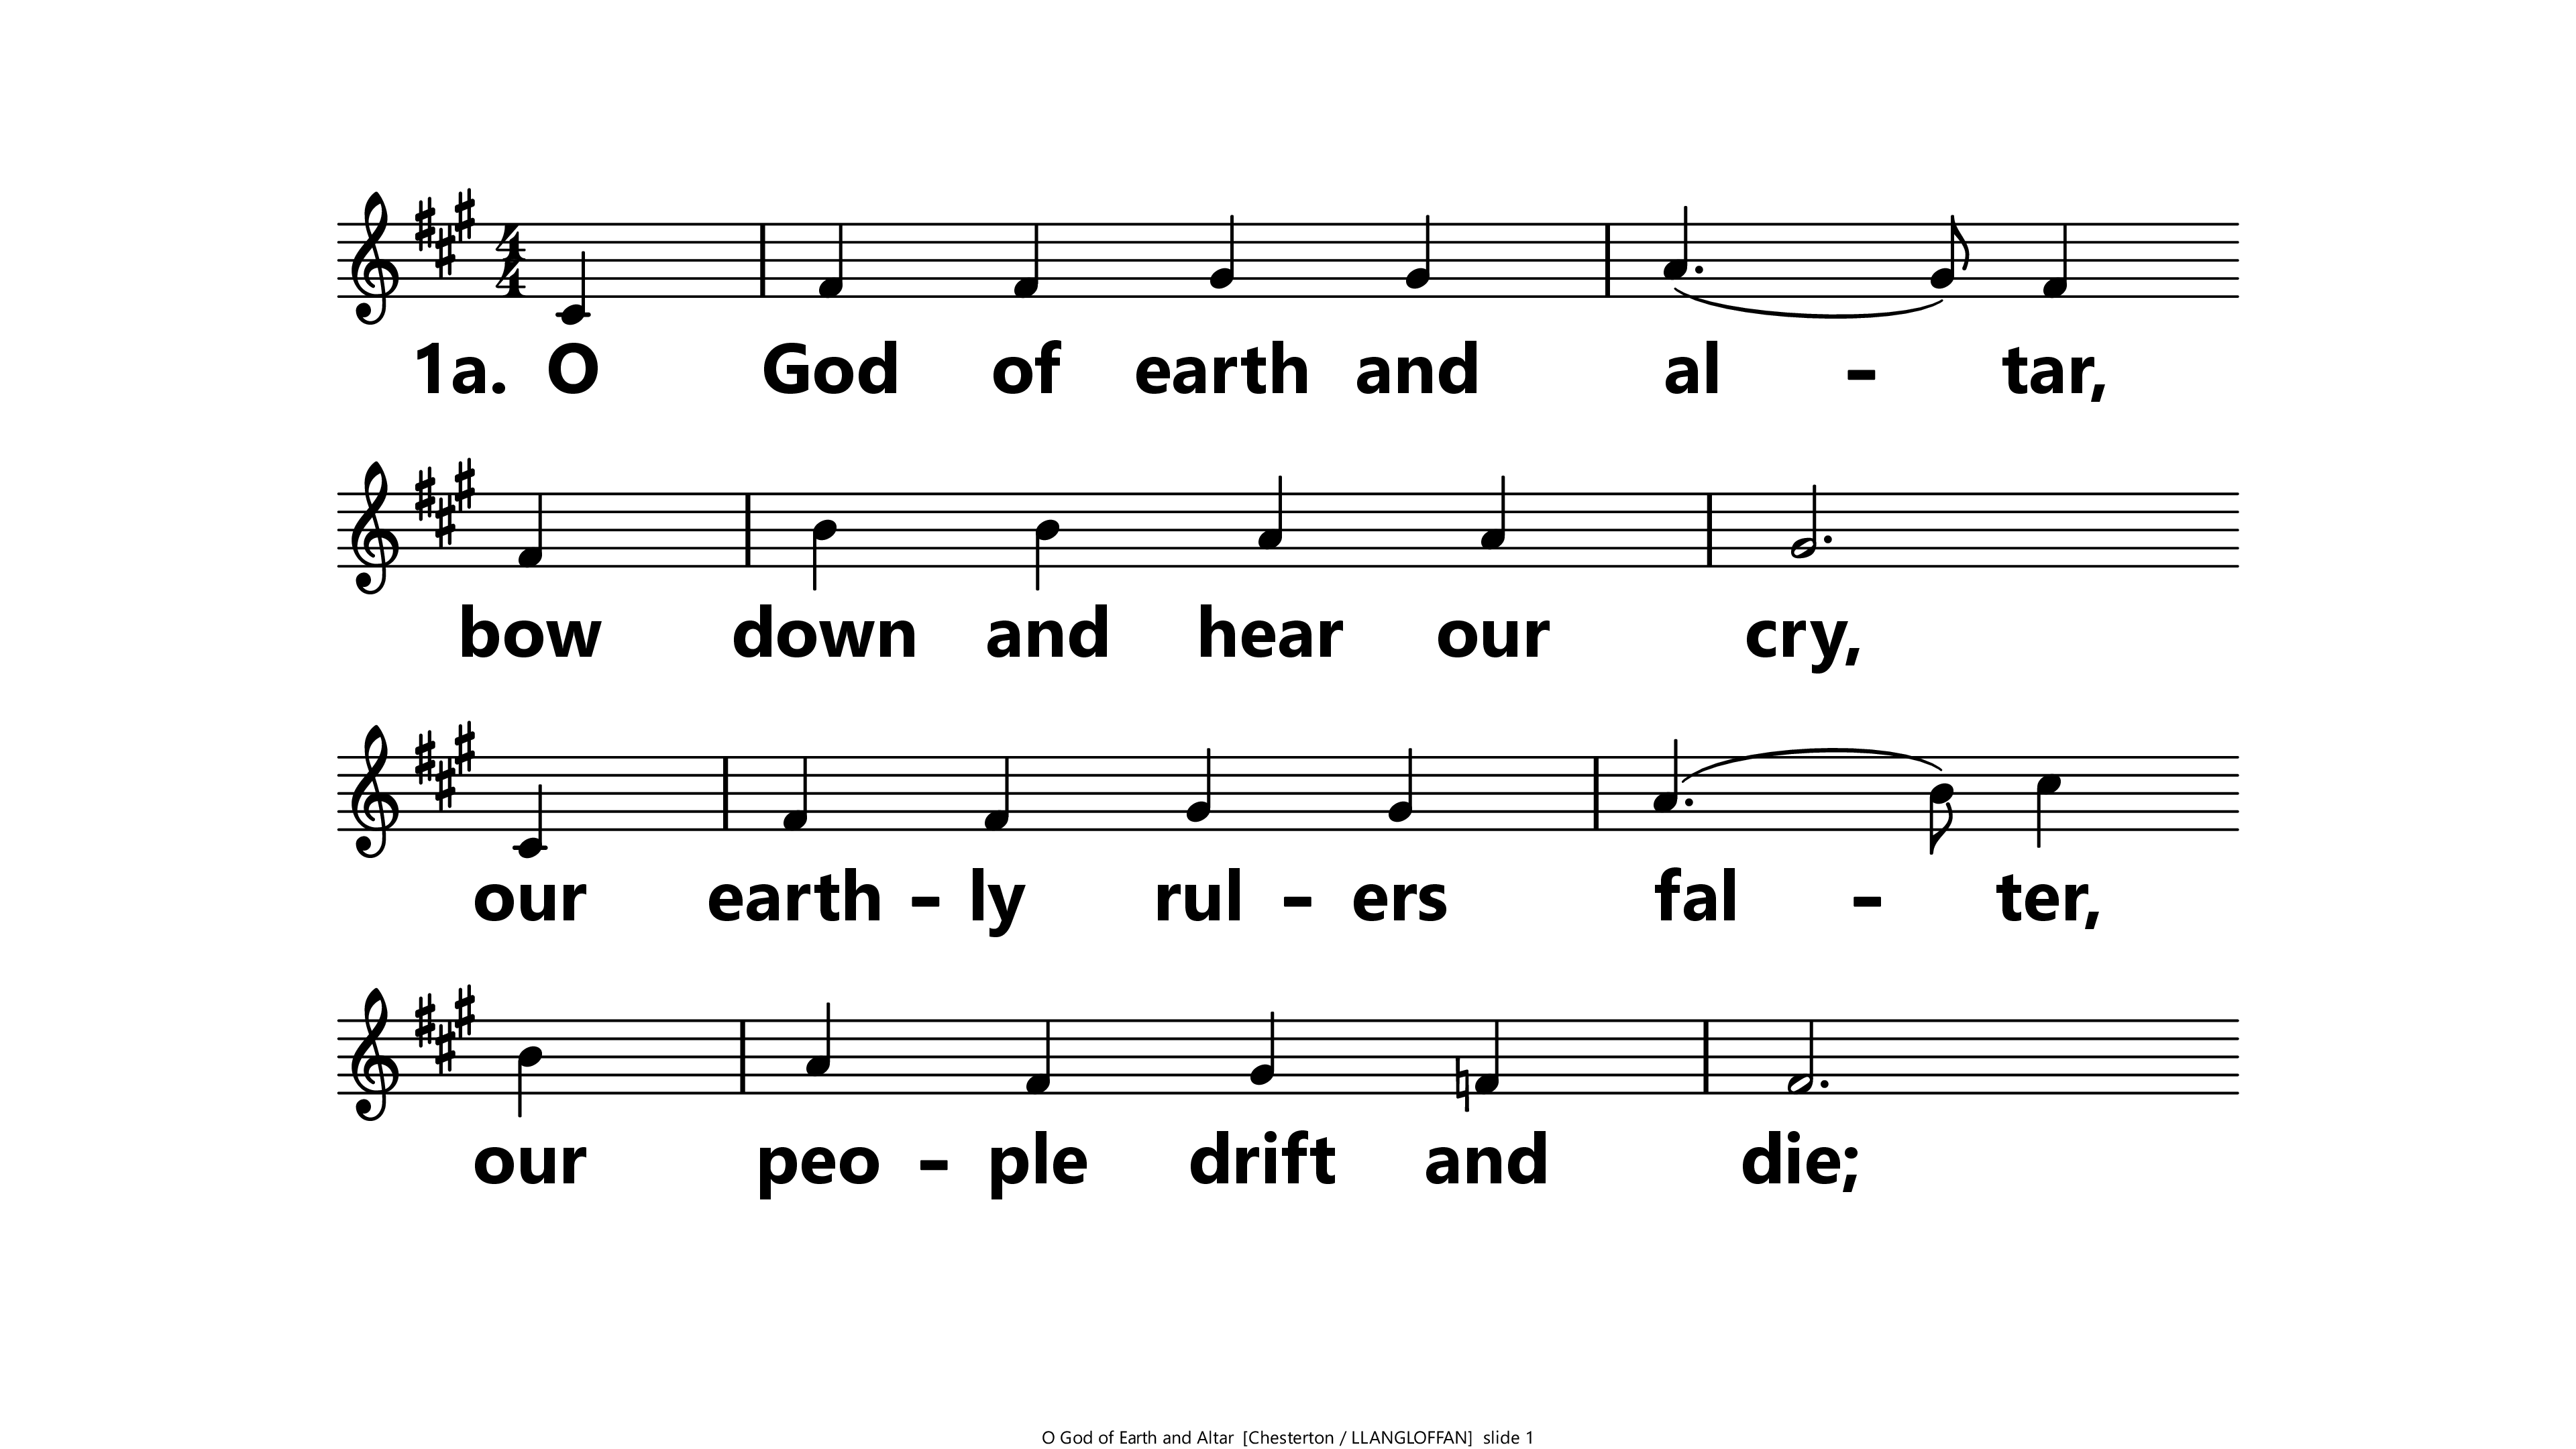 1a. O God of earth and al - tar,
bow down and hear our cry,
our earth - ly rul - ers fal - ter,
our peo - ple drift and die;
O God of Earth and Altar [Chesterton / LLANGLOFFAN] slide 1